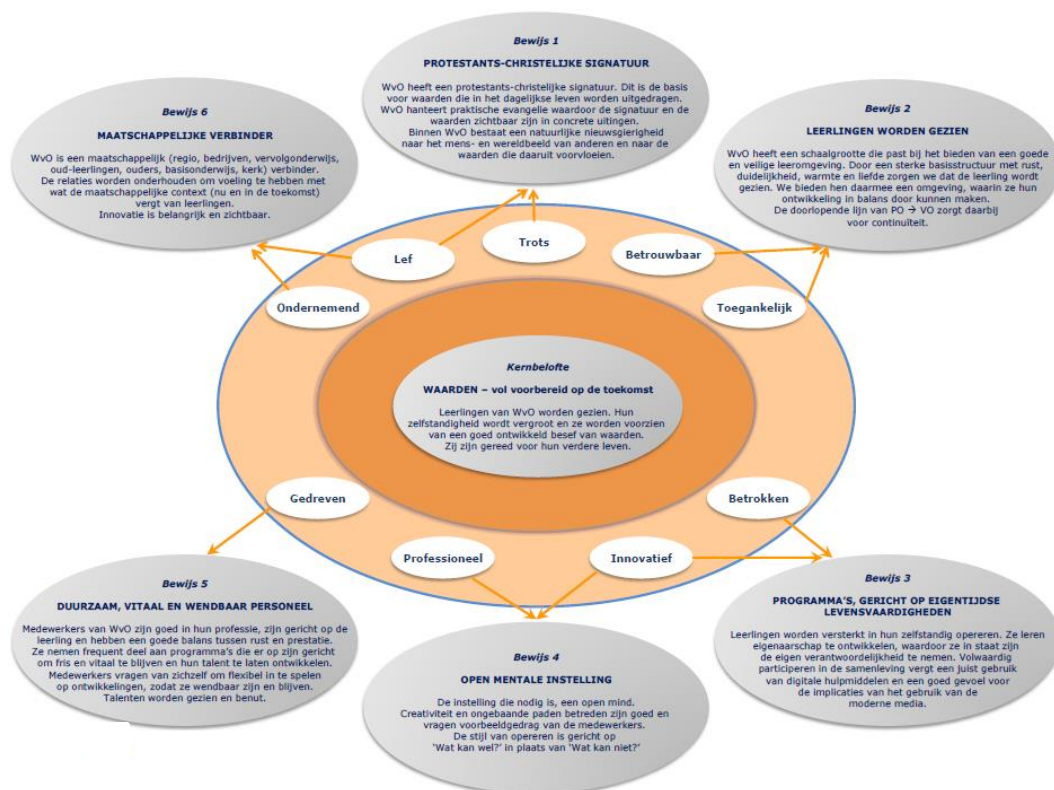 Bewijs 1
PROTESTANTS-CHRISTELIJKE SIGNATUUR
WvO heeft een protestants-christelijke signatuur. Dit is de basis
voor waarden die in het dagelijkse leven worden uitgedragen.
WvO hanteert praktische evangelie waardoor de signatuur en de
waarden zichtbaar zijn in concrete uitingen.
Binnen WvO bestaat een natuurlijke nieuwsgierigheid
naar het mens- en wereldbeeld van anderen en naar de
waarden die daaruit voorvloeien.
Bewijs 6
MAATSCHAPPELIJKE VERBINDER
WvO is een maatschappelijk (regio, bedrijven, vervolgonderwijs,
oud-leerlingen, ouders, basisonderwijs, kerk) verbinder.
De relaties worden onderhouden om voeling te hebben met
wat de maatschappelijke context (nu en in de toekomst)
vergt van leerlingen.
Innovatie is belangrijk en zichtbaar.
Bewijs 2
LEERLINGEN WORDEN GEZIEN
WvO heeft een schaalgrootte die past bij het bieden van een goede
en veilige leeromgeving. Door een sterke basisstructuur met rust,
duidelijkheid, warmte en liefde zorgen we dat de leerling wordt
gezien. We bieden hen daarmee een omgeving, waarin ze hun
ontwikkeling in balans door kunnen maken.
De doorlopende lijn van PO → VO zorgt daarbij
voor continuïteit.
Lef
Trots
Betrouwbaar
Ondernemend
Toegankelijk
Kernbelofte
WAARDEN – vol voorbereid op de toekomst
Leerlingen van WvO worden gezien. Hun
zelfstandigheid wordt vergroot en ze worden voorzien
van een goed ontwikkeld besef van waarden.
Zij zijn gereed voor hun verdere leven.
Gedreven
Betrokken
Professioneel
Innovatief
Bewijs 5
DUURZAAM, VITAAL EN WENDBAAR PERSONEEL
Medewerkers van WvO zijn goed in hun professie, zijn gericht op de
leerling en hebben een goede balans tussen rust en prestatie.
Ze nemen frequent deel aan programma's die er op zijn gericht
om fris en vitaal te blijven en hun talent te laten ontwikkelen.
Medewerkers vragen van zichzelf om flexibel in te spelen
op ontwikkelingen, zodat ze wendbaar zijn en blijven.
Talenten worden gezien en benut.
Bewijs 4
OPEN MENTALE INSTELLING
De instelling die nodig is, een open mind.
Creativiteit en ongebaande paden betreden zijn goed en
vragen voorbeeldgedrag van de medewerkers.
De stijl van opereren is gericht op
'Wat kan wel?' in plaats van 'Wat kan niet?'
Bewijs 3
PROGRAMMA'S, GERICHT OP EIGENTIJDSE
LEVENSVAARDIGHEDEN
Leerlingen worden versterkt in hun zelfstandig opereren. Ze leren
eigenaarschap te ontwikkelen, waardoor ze in staat zijn
de eigen verantwoordelijkheid te nemen. Volwaardig
participeren in de samenleving vergt een juist gebruik
van digitale hulpmiddelen en een goed gevoel voor
de implicaties van het gebruik van de
moderne media.